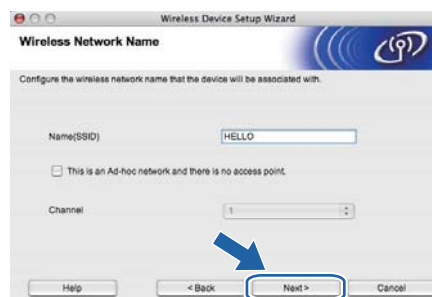 Wireless Device Setup Wizard
Wireless Network Name
Configure the wireless network name that the device will be associated with.
Name(SSID) HELLO
This is an Ad-hoc network and there is no access point.
Channel 1
Help < Back Next > Cancel